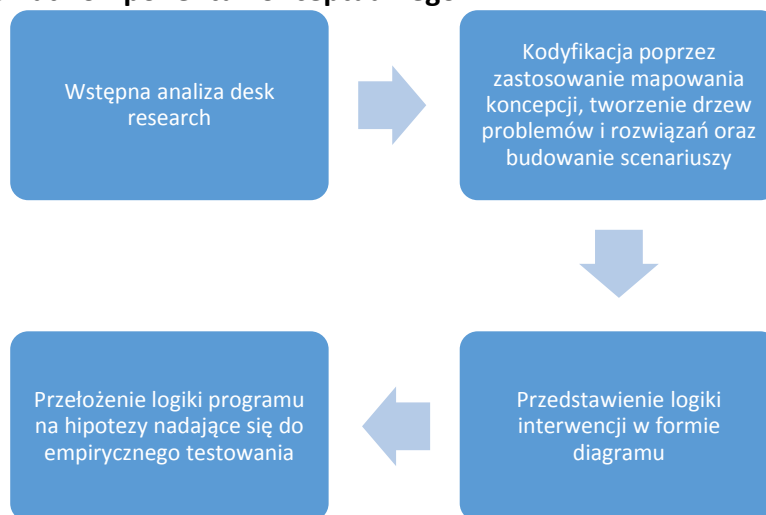 Wstępna analiza desk
research
Kodyfikacja poprzez
zastosowanie mapowania
koncepcji, tworzenie drzew
problemów i rozwiązań oraz
budowanie scenariuszy
Przedstawienie logiki
interwencji w formie
diagramu
Przełożenie logiki programu
na hipotezy nadające się do
empirycznego testowania